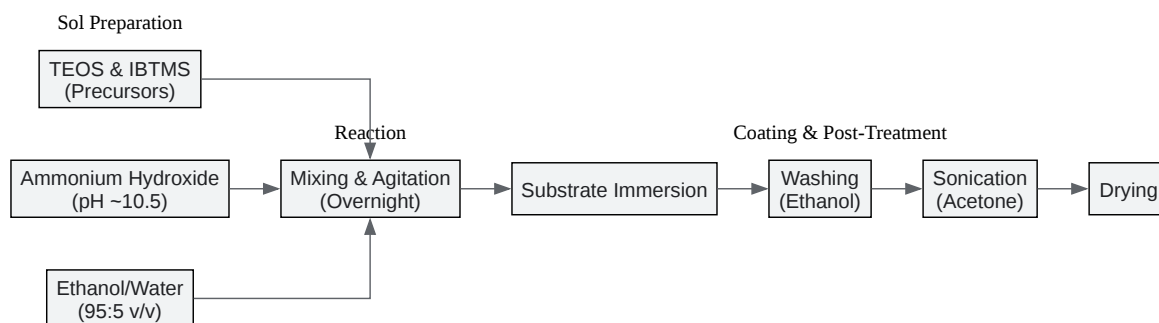 Sol Preparation
TEOS & IBTMS
(Precursors)
Reaction
Coating & Post-Treatment
Ammonium Hydroxide
(pH ~10.5)
Mixing & Agitation
(Overnight)
Substrate Immersion
Washing
(Ethanol)
Sonication
(Acetone)
Drying
Ethanol/Water
(95:5 v/v)